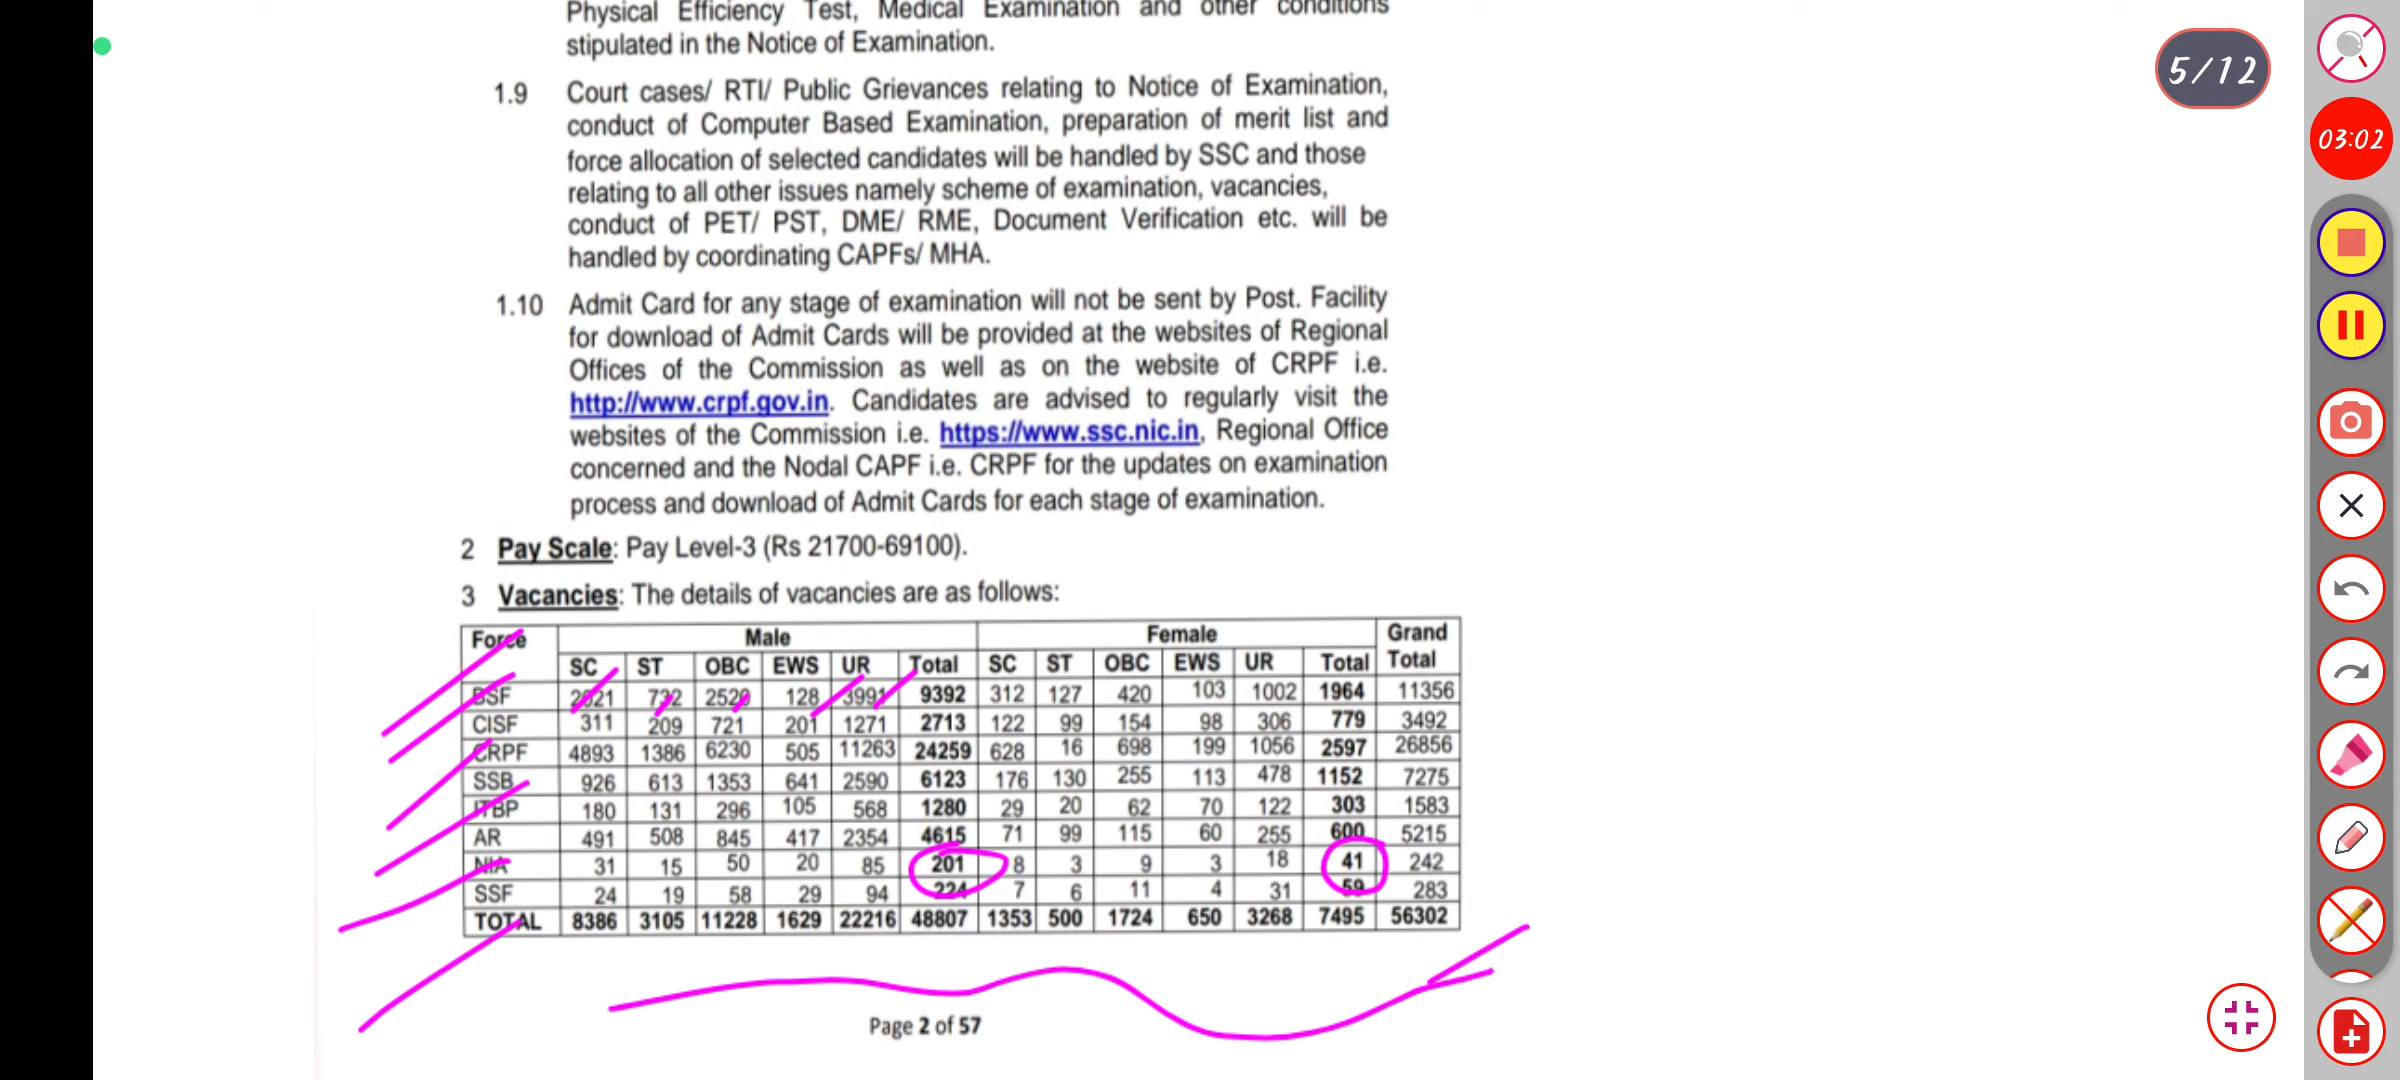 Physical Efficiency Test, Medical Examination and other conditions
stipulated in the Notice of Examination.
5/12
03:02
1.9 Court cases/ RTI/ Public Grievances relating to Notice of Examination,
conduct of Computer Based Examination, preparation of merit list and
force allocation of selected candidates will be handled by SSC and those
relating to all other issues namely scheme of examination, vacancies,
conduct of PET/ PST, DME/ RME, Document Verification etc. will be
handled by coordinating CAPFs/ MHA.
1.10 Admit Card for any stage of examination will not be sent by Post. Facility
for download of Admit Cards will be provided at the websites of Regional
Offices of the Commission as well as on the website of CRPF i.e.
http://www.crpf.gov.in. Candidates are advised to regularly visit the
websites of the Commission i.e. https://www.ssc.nic.in, Regional Office
concerned and the Nodal CAPF i.e. CRPF for the updates on examination
process and download of Admit Cards for each stage of examination.
2 Pay Scale: Pay Level-3 (Rs 21700-69100).
3 Vacancies: The details of vacancies are as follows:
Force Male Female Grand Total
SC ST OBC EWS UR Total SC ST OBC EWS UR Total
BSF 2021 732 2520 128 3991 9392 312 127 420 103 1002 1964 11356
CISF 311 209 721 201 1271 2713 122 99 154 98 306 779 3492
CRPF 4893 1386 6230 505 11263 24259 628 16 698 199 1056 2597 26856
SSB 926 613 1353 641 2590 6123 176 130 255 113 478 1152 7275
ITBP 180 131 296 105 568 1280 29 20 62 70 122 303 1583
AR 491 508 845 417 2354 4615 71 99 115 60 255 600 5215
NIA 31 15 50 20 85 201 8 3 9 3 18 41 242
SSF 24 19 58 29 94 224 7 6 11 4 31 59 283
TOTAL 8386 3105 11228 1629 22216 48807 1353 500 1724 650 3268 7495 56302
Page 2 of 57